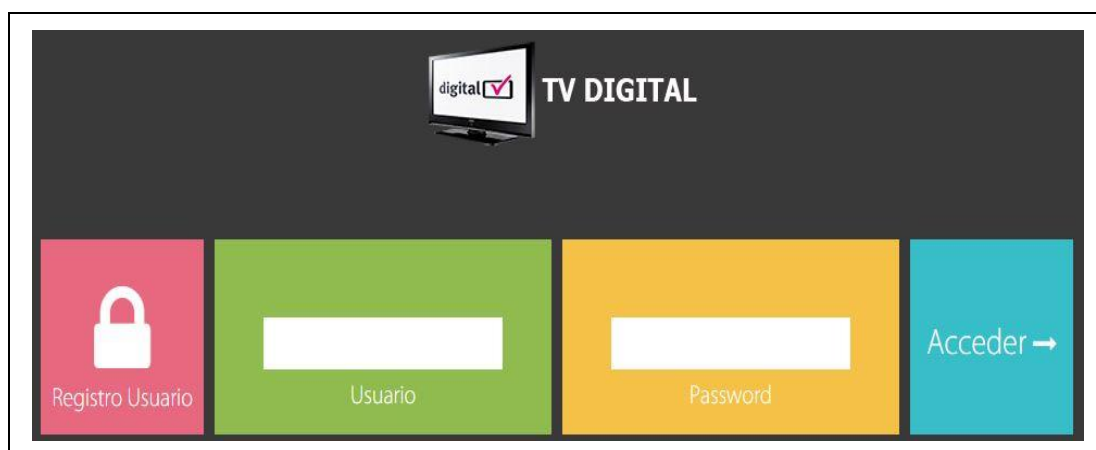 digital
TV DIGITAL
Registro Usuario
Usuario
Password
Acceder →